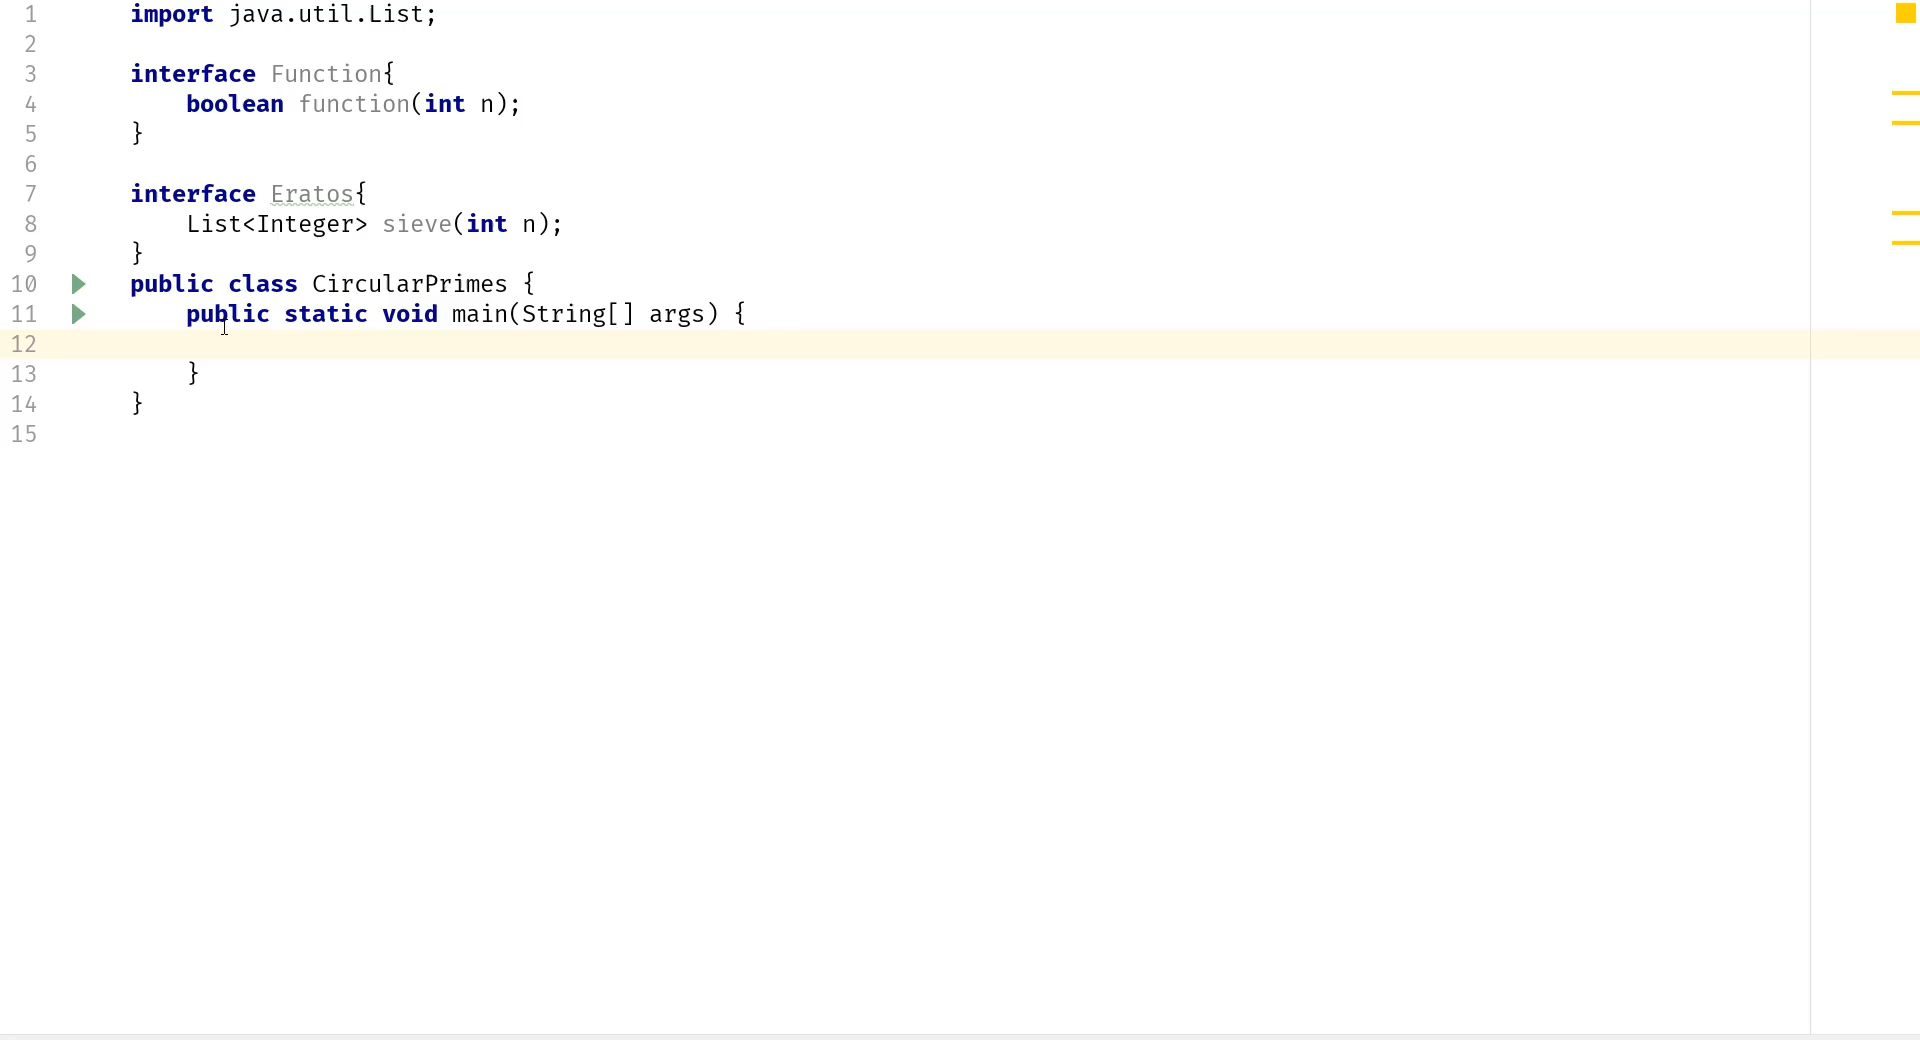 1 import java.util.List;
2
3 interface Function{
4     boolean function(int n);
5 }
6
7 interface Eratos{
8     List<Integer> sieve(int n);
9 }
10 public class CircularPrimes {
11     public static void main(String[] args) {
12
13     }
14 }
15